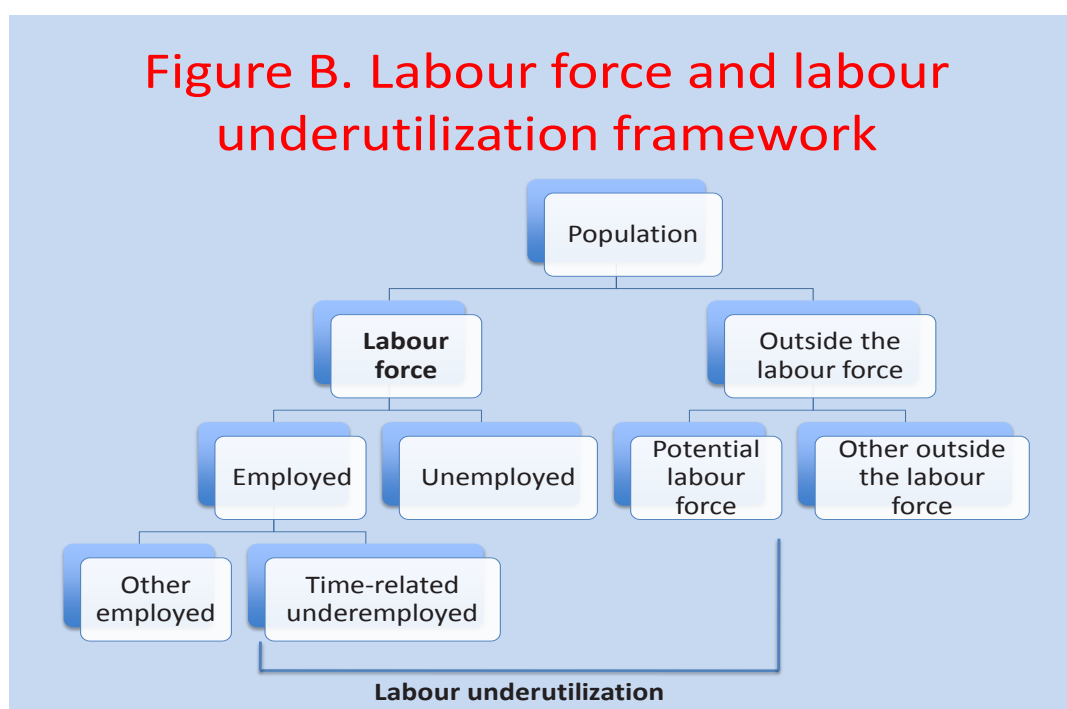 Figure B. Labour force and labour
underutilization framework
Population
Labour
force
Outside the
labour force
Employed
Unemployed
Potential
labour
force
Other outside
the labour
force
Other
employed
Time-related
underemployed
Labour underutilization